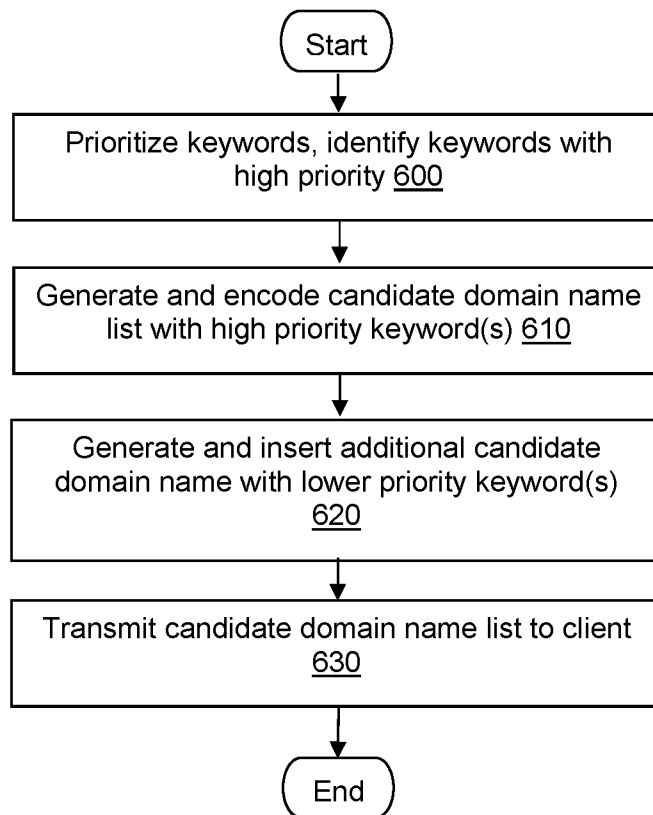 Start
Prioritize keywords, identify keywords with
high priority 600
Generate and encode candidate domain name
list with high priority keyword(s) 610
Generate and insert additional candidate
domain name with lower priority keyword(s)
620
Transmit candidate domain name list to client
630
End